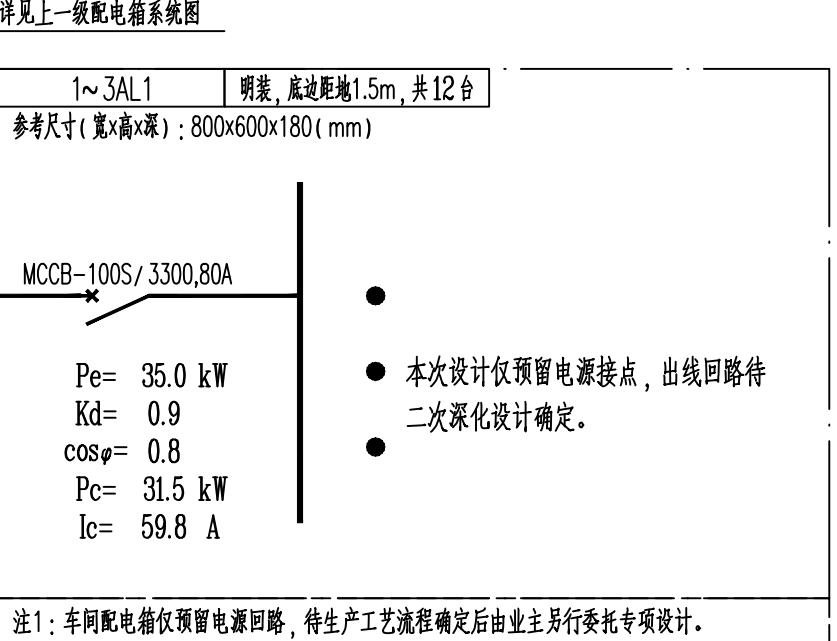 详见上一级配电箱系统图
1~3AL1
明装,底边距地1.5m,共12台
参考尺寸(宽x高x深):800x600x180(mm)
MCCB-100S/3300,80A
Pe= 35.0 kW
Kd= 0.9
cosφ= 0.8
Pc= 31.5 kW
Ic= 59.8 A
本次设计仅预留电源接点,出线回路待
二次深化设计确定。
注1:车间配电箱仅预留电源回路,待生产工艺流程确定后由业主另行委托专项设计。